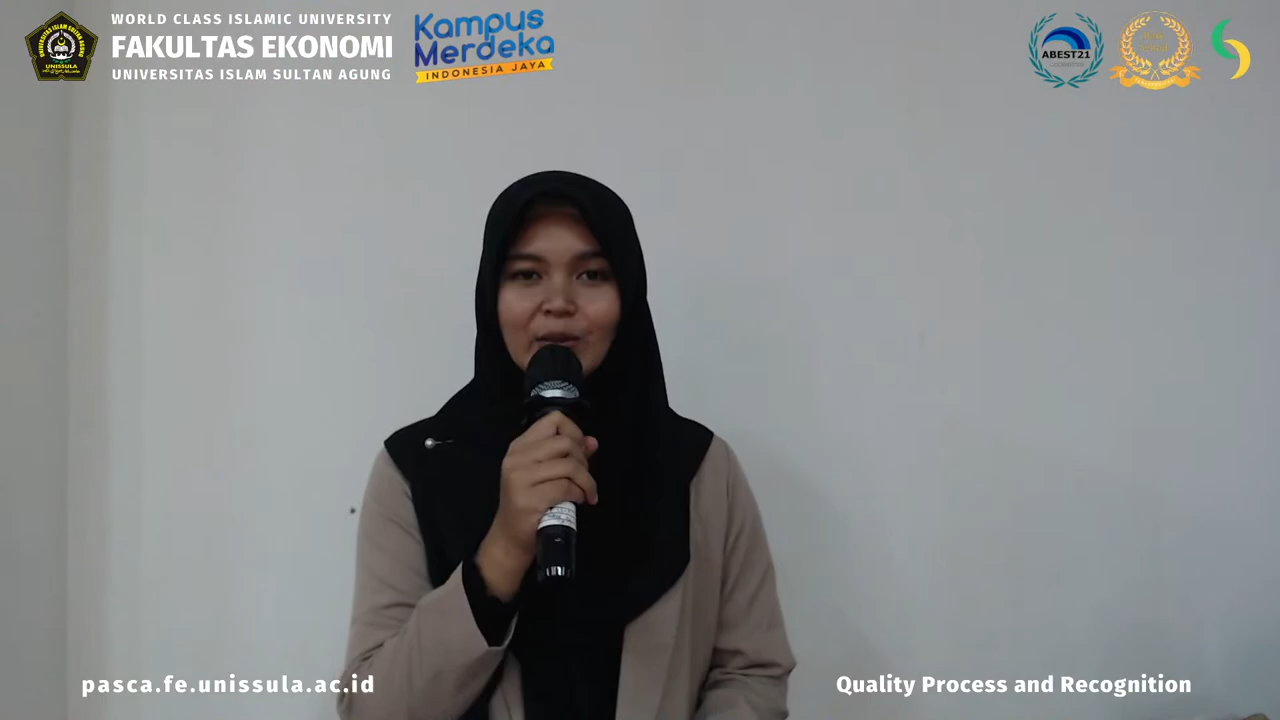 WORLD CLASS ISLAMIC UNIVERSITY
FAKULTAS EKONOMI
UNIVERSITAS ISLAM SULTAN AGUNG
UNISSULA
Kampus
Merdeka
INDONESIA JAYA
ABEST21
pasca.fe.unissula.ac.id
Quality Process and Recognition